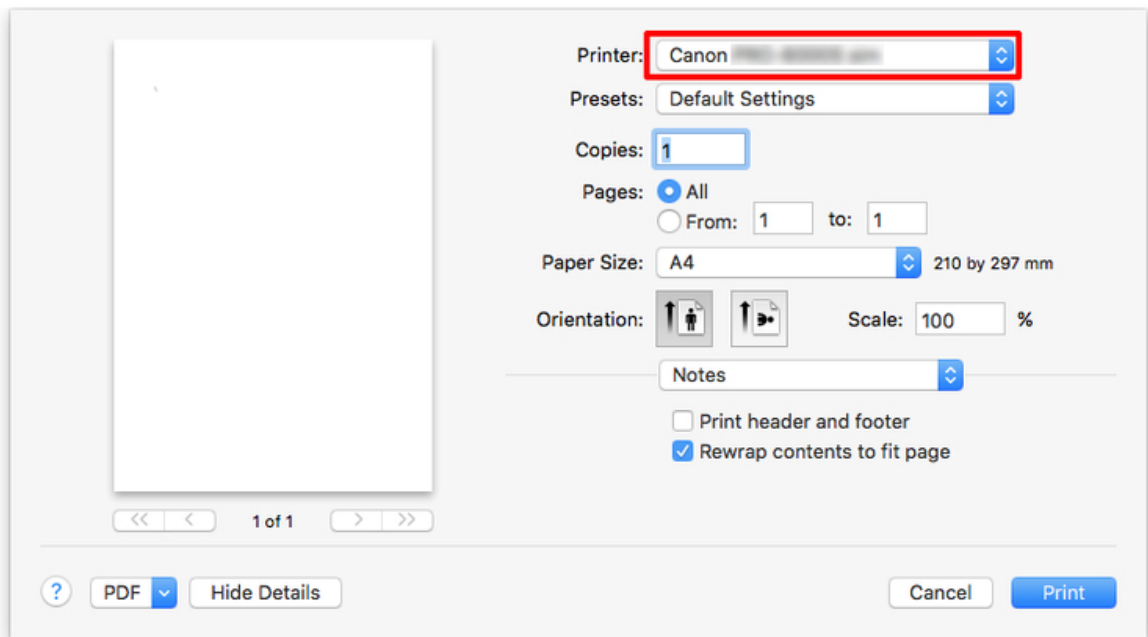 Printer: Canon
Presets: Default Settings
Copies: 1
Pages: All
From: 1 to: 1
Paper Size: A4 210 by 297 mm
Orientation: Scale: 100 %
Notes
Print header and footer
Rewrap contents to fit page
<< < 1 of 1 > >>
? PDF Hide Details Cancel Print